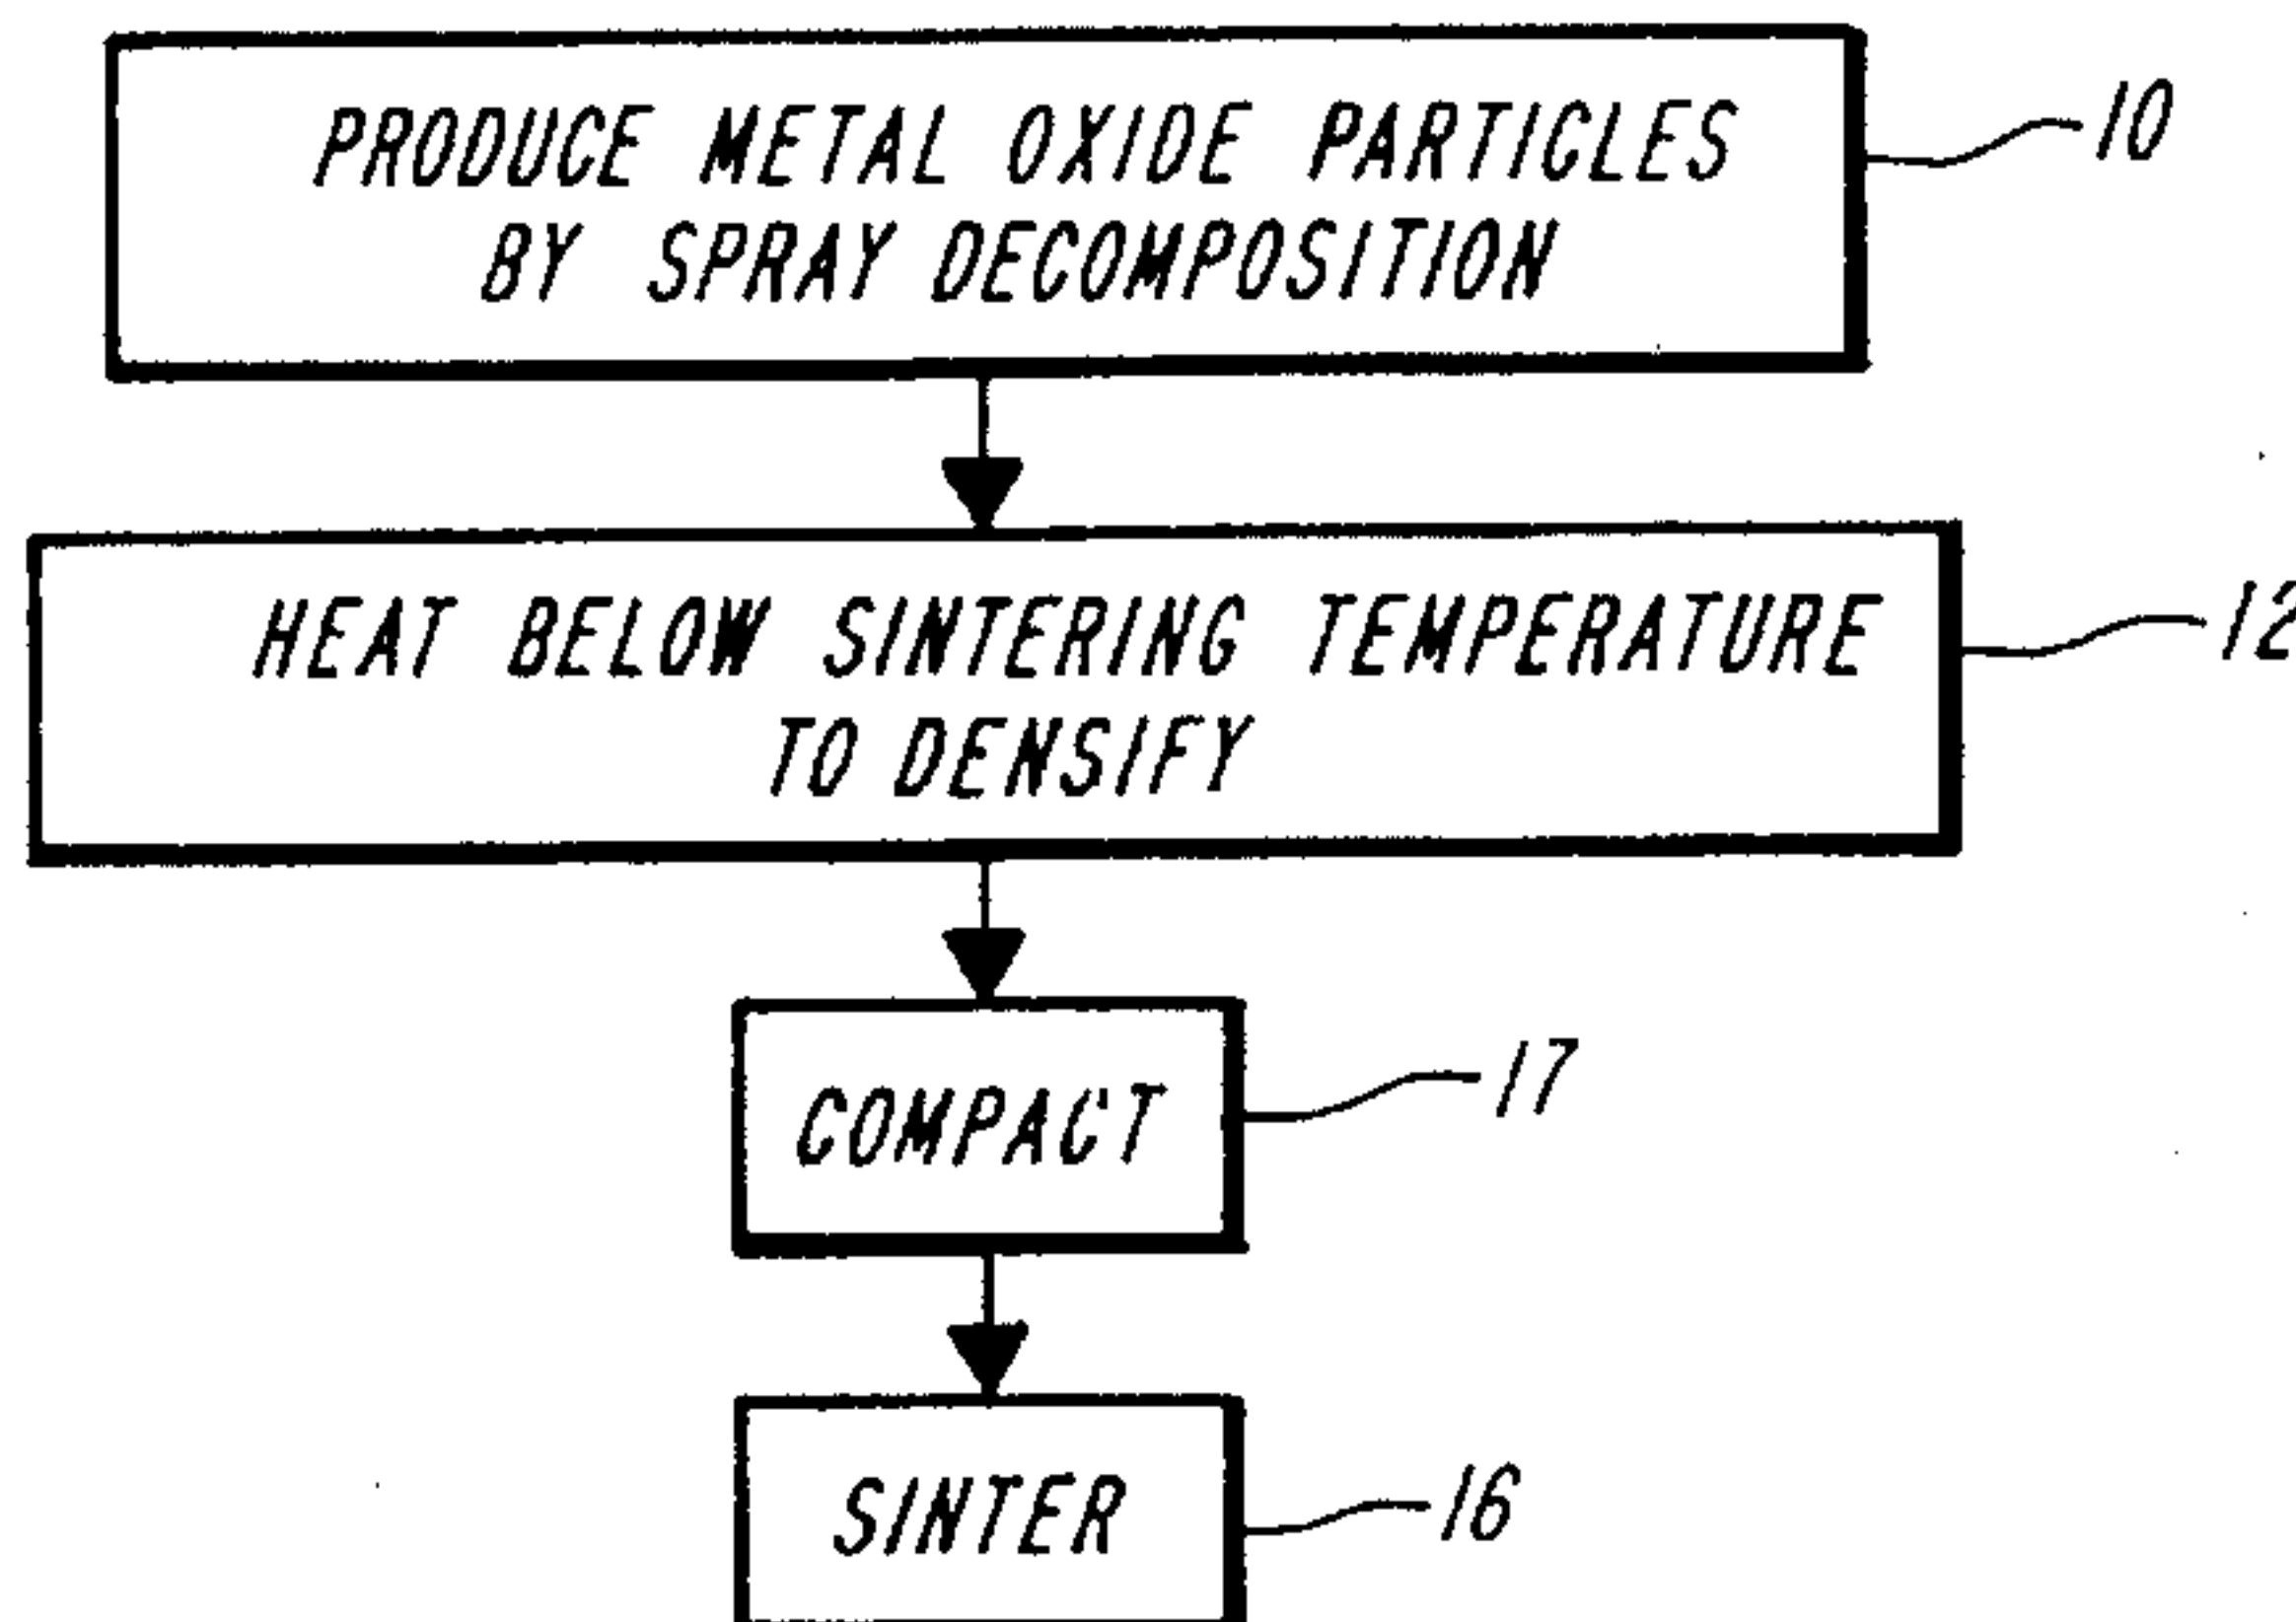 PRODUCE METAL OXIDE PARTICLES
BY SPRAY DECOMPOSITION
10
HEAT BELOW SINTERING TEMPERATURE
TO DENSIFY
12
COMPACT
17
SINTER
16